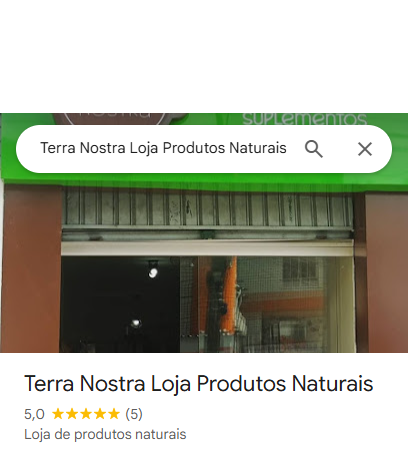 NOSTRA
SUPLEMENTOS
Terra Nostra Loja Produtos Naturais
Terra Nostra Loja Produtos Naturais
5,0 (5)
Loja de produtos naturais